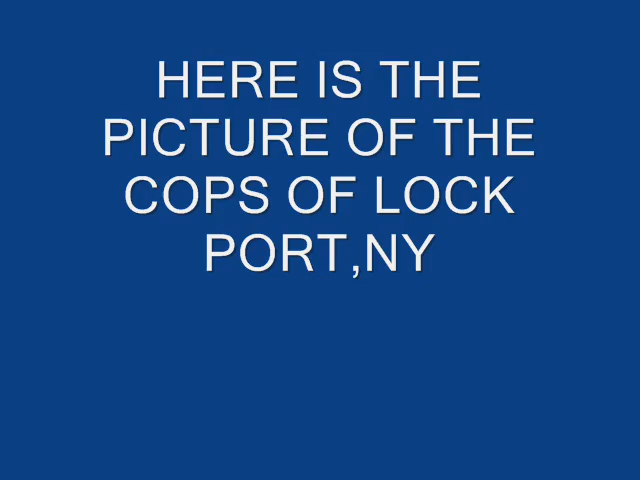 HERE IS THE
PICTURE OF THE
COPS OF LOCK
PORT,NY